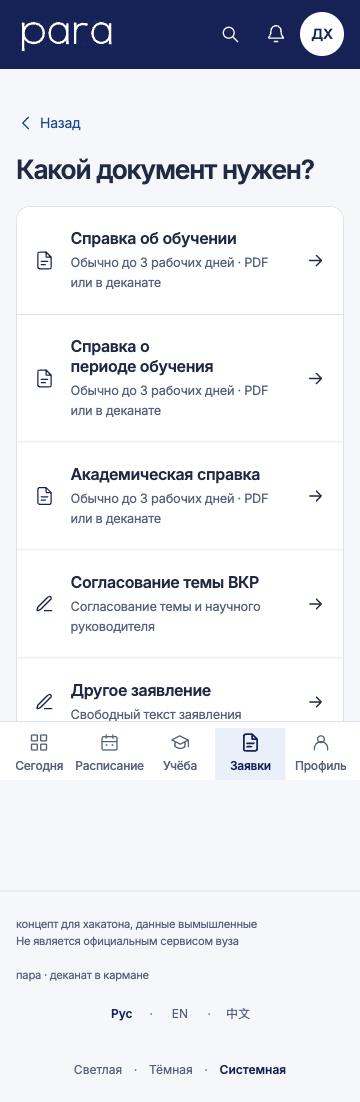 para
ДХ
Назад
Какой документ нужен?
Справка об обучении
Обычно до 3 рабочих дней · PDF
или в деканате
Справка о
периоде обучения
Обычно до 3 рабочих дней · PDF
или в деканате
Академическая справка
Обычно до 3 рабочих дней · PDF
или в деканате
Согласование темы ВКР
Согласование темы и научного
руководителя
Другое заявление
Свободный текст заявления
Сегодня Расписание Учёба Заявки Профиль
концепт для хакатона, данные вымышленные
Не является официальным сервисом вуза
пара · деканат в кармане
Рус · EN · 中文
Светлая · Тёмная · Системная